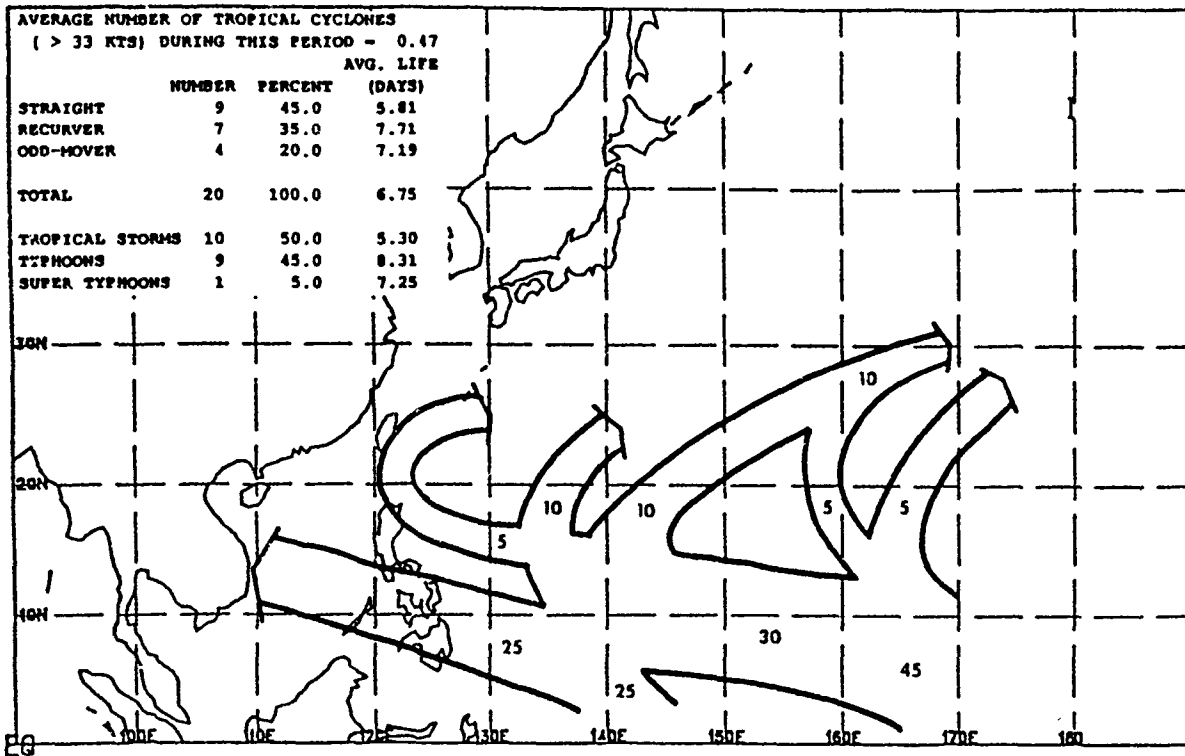 AVERAGE NUMBER OF TROPICAL CYCLONES
( > 33 KTS) DURING THIS PERIOD - 0.47
AVG. LIFE
NUMBER PERCENT (DAYS)
STRAIGHT 9 45.0 5.81
RECURVER 7 35.0 7.71
ODD-MOVER 4 20.0 7.19
TOTAL 20 100.0 6.75
TROPICAL STORMS 10 50.0 5.30
TYPHOONS 9 45.0 8.31
SUPER TYPHOONS 1 5.0 7.25
30N
10
20N
10 10 5 5
5
10N
30
25
45
25
EQ 100E 110E 120E 130E 140E 150E 160E 170E 180